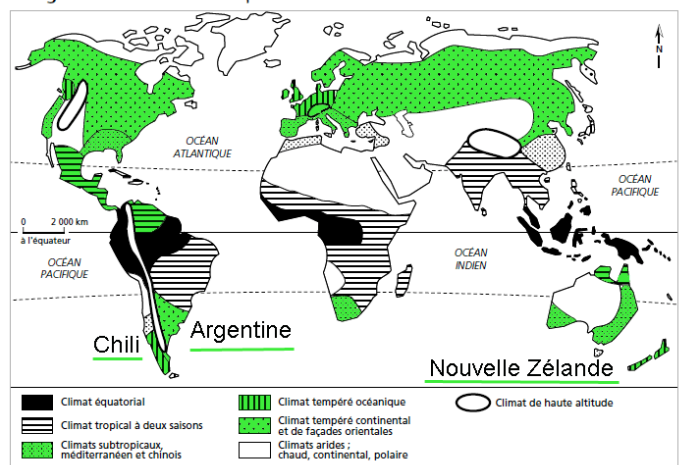 N
OCÉAN
ATLANTIQUE
OCÉAN
PACIFIQUE
0 2 000 km
à l'équateur
OCÉAN
PACIFIQUE
OCÉAN
INDIEN
Chili
Argentine
Nouvelle Zélande
Climat équatorial
Climat tropical à deux saisons
Climats subtropicaux,
méditerranéen et chinois
Climat tempéré océanique
Climat tempéré continental
et de façades orientales
Climats arides ;
chaud, continental, polaire
Climat de haute altitude